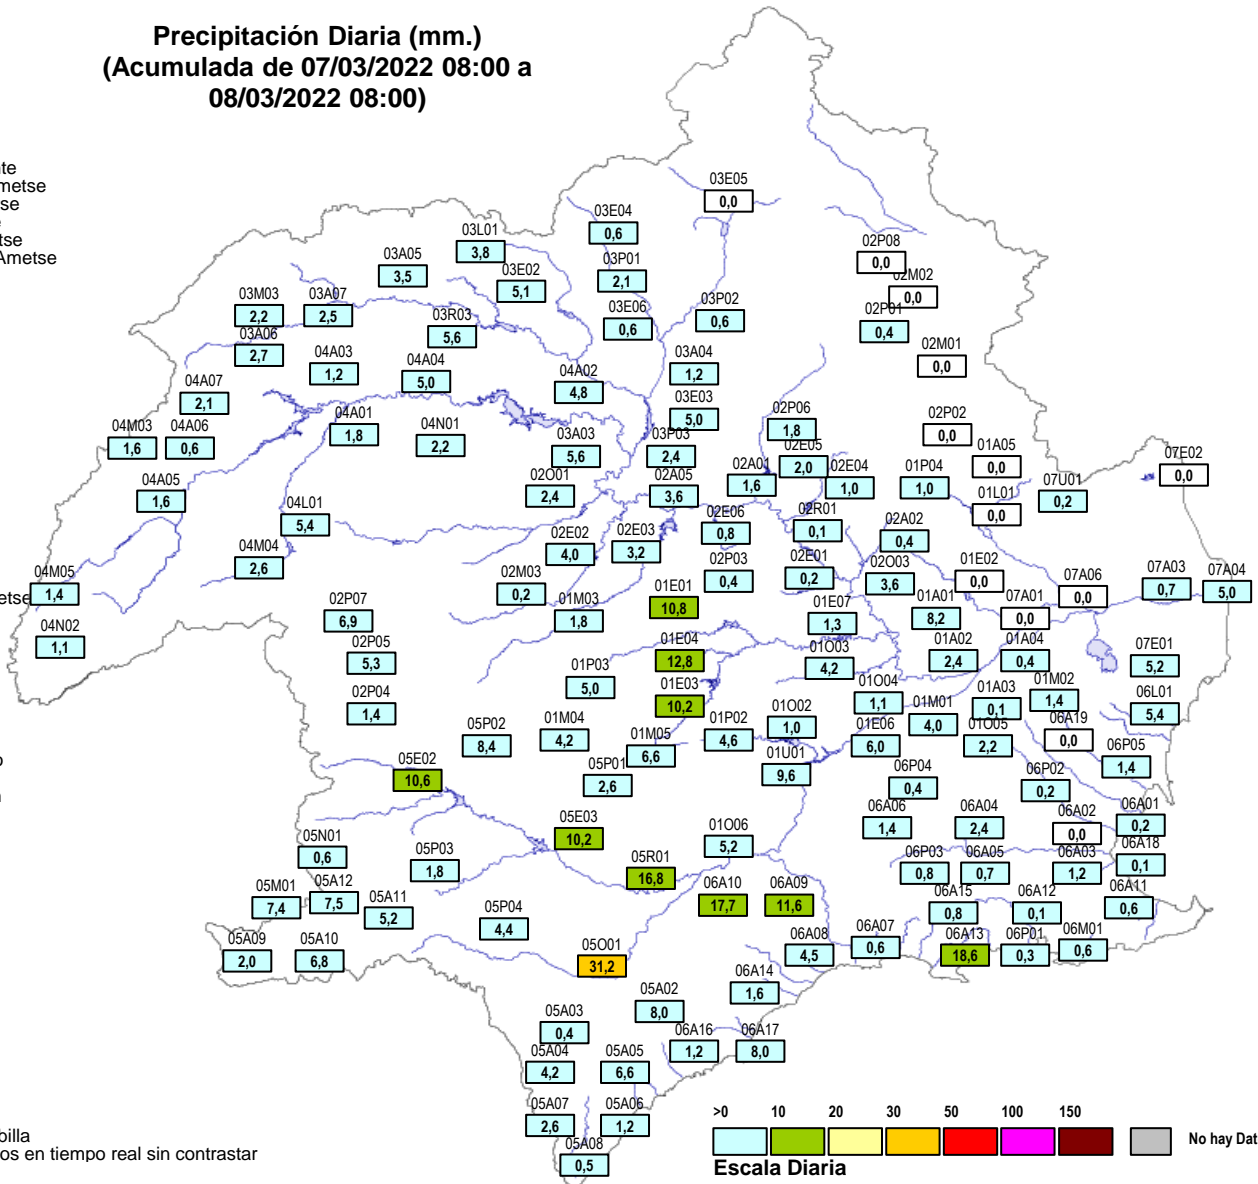 Precipitación Diaria (mm.)
(Acumulada de 07/03/2022 08:00 a
08/03/2022 08:00)
03E05
0,0
03E04
0,6
03L01
3,8
03A05
3,5
03E02
5,1
03P01
2,1
02P08
0,0
02M02
0,0
03M03
2,2
03A07
2,5
03R03
5,6
03E06
0,6
03P02
0,6
02P01
0,4
03A06
2,7
04A03
1,2
04A04
5,0
04A02
4,8
03A04
1,2
02M01
0,0
04A07
2,1
04A01
1,8
04N01
2,2
03E03
5,0
02P06
1,8
02P02
0,0
04M03
1,6
04A06
0,6
03A03
5,6
03P03
2,4
02E05
2,0
01A05
0,0
07E02
0,0
04A05
1,6
02O01
2,4
02A05
3,6
02A01
1,6
02E04
1,0
01P04
1,0
07U01
0,2
04L01
5,4
01L01
0,0
02E06
0,8
02R01
0,1
02A02
0,4
02E02
4,0
02E03
3,2
04M04
2,6
04M05
1,4
02M03
0,2
02P03
0,4
02E01
0,2
02O03
3,6
01E02
0,0
07A06
0,0
07A03
0,7
07A04
5,0
etse
02P07
6,9
01M03
1,8
01E01
10,8
01E07
1,3
01A01
8,2
07A01
0,0
04N02
1,1
02P05
5,3
01E04
12,8
01O03
4,2
01A02
2,4
01A04
0,4
07E01
5,2
01P03
5,0
01E03
10,2
02P04
1,4
01O04
1,1
01A03
0,1
01M02
1,4
06L01
5,4
05P02
8,4
01M04
4,2
01M05
6,6
01P02
4,6
01O02
1,0
01E06
6,0
01M01
4,0
01O05
2,2
06A19
0,0
06P05
1,4
05E02
10,6
05P01
2,6
01U01
9,6
06P04
0,4
06P02
0,2
05E03
10,2
01O06
5,2
06A06
1,4
06A04
2,4
06A02
0,0
06A01
0,2
05N01
0,6
05P03
1,8
05R01
16,8
06P03
0,8
06A05
0,7
06A03
1,2
06A18
0,1
05M01
7,4
05A12
7,5
05A11
5,2
06A10
17,7
06A09
11,6
06A15
0,8
06A12
0,1
06A11
0,6
05P04
4,4
05A09
2,0
05A10
6,8
05O01
31,2
06A08
4,5
06A07
0,6
06A13
18,6
06P01
0,3
06M01
0,6
05A02
8,0
06A14
1,6
05A03
0,4
06A16
1,2
06A17
8,0
05A04
4,2
05A05
6,6
05A07
2,6
05A06
1,2
05A08
0,5
billa
os en tiempo real sin contrastar
>0 10 20 30 50 100 150
No hay Dat
Escala Diaria